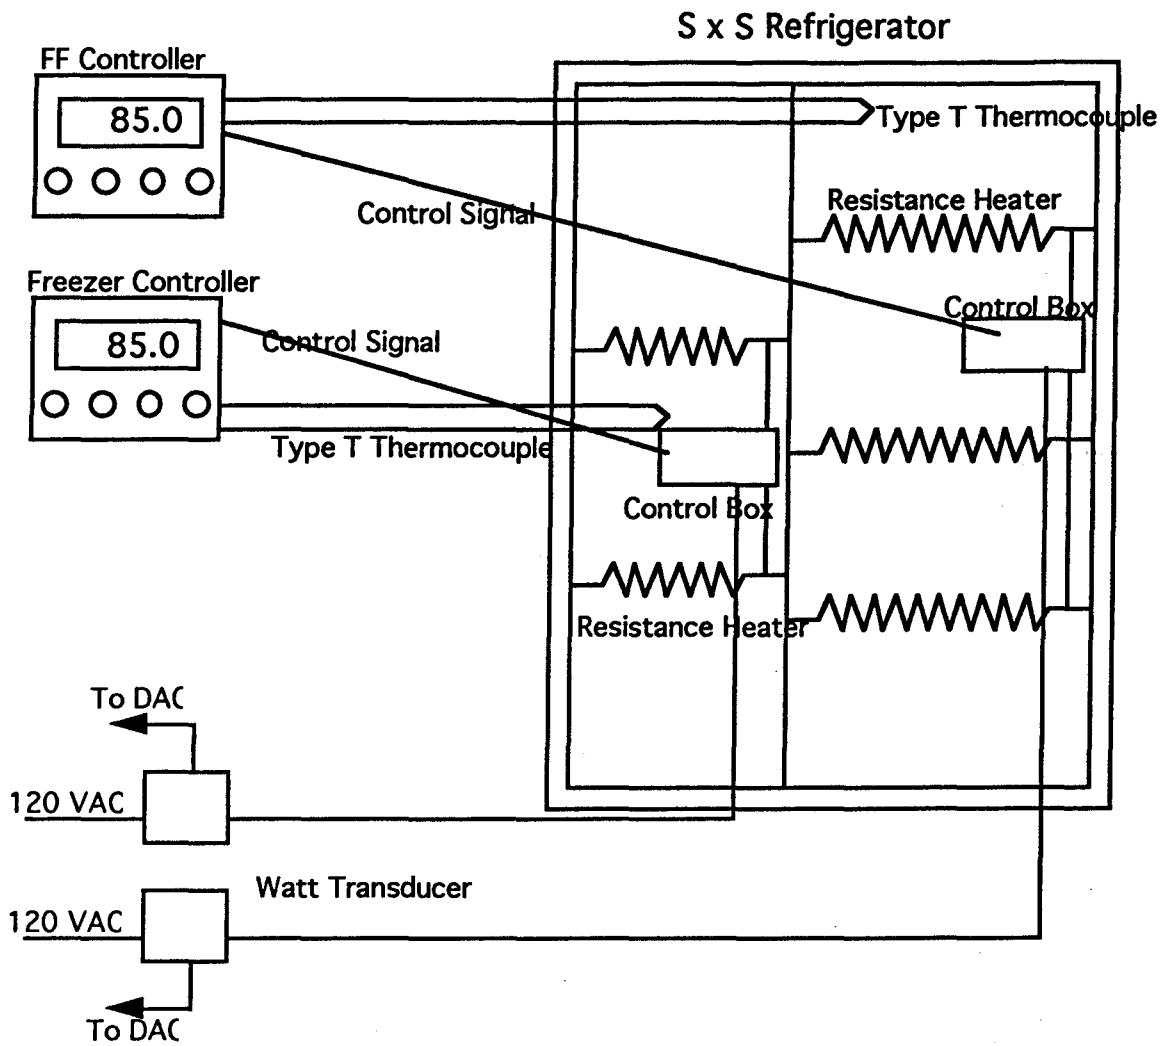 S x S Refrigerator
FF Controller
85.0
Type T Thermocouple
Control Signal
Resistance Heater
Freezer Controller
85.0
Control Signal
Control Box
Type T Thermocouple
Control Box
Resistance Heater
To DAC
120 VAC
Watt Transducer
120 VAC
To DAC